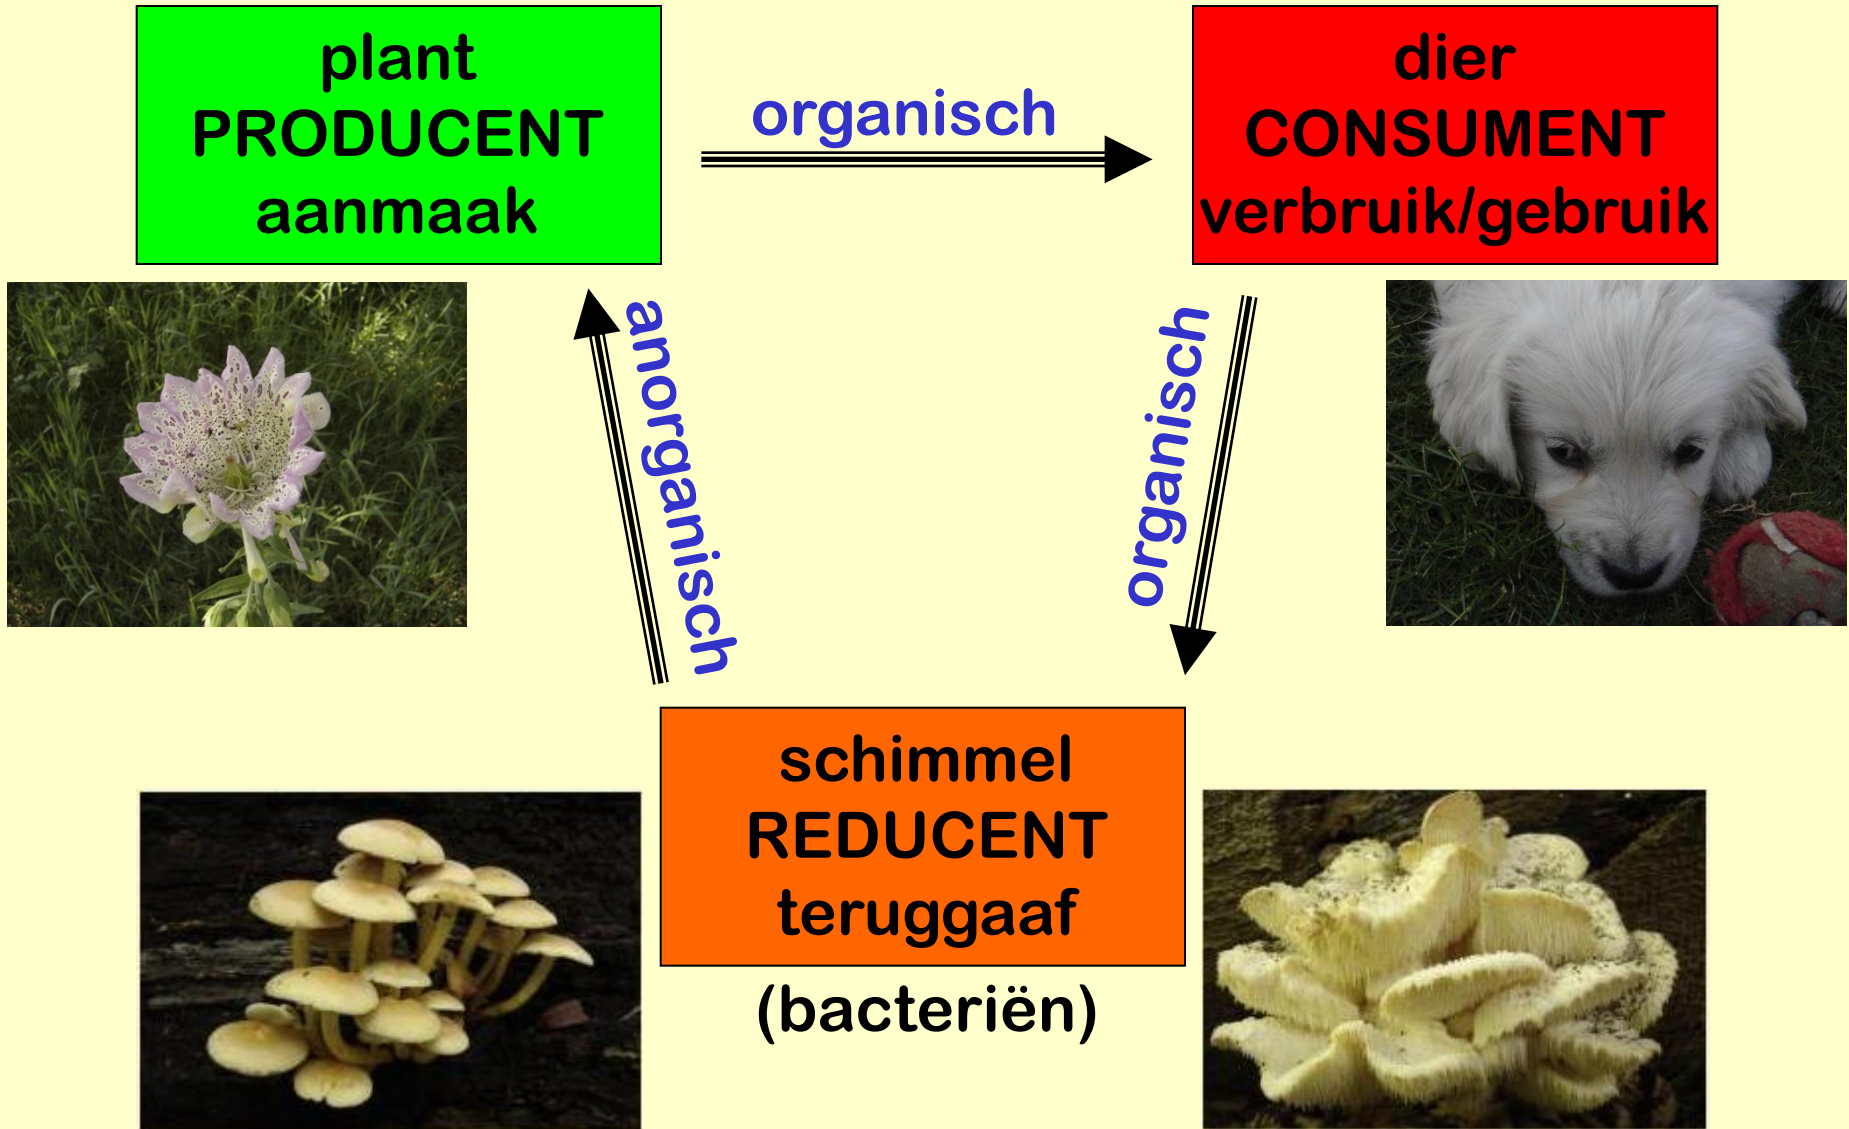 plant
PRODUCENT
aanmaak
organisch
dier
CONSUMENT
verbruik/gebruik
anorganisch
organisch
schimmel
REDUCENT
teruggaaf
(bacteriën)